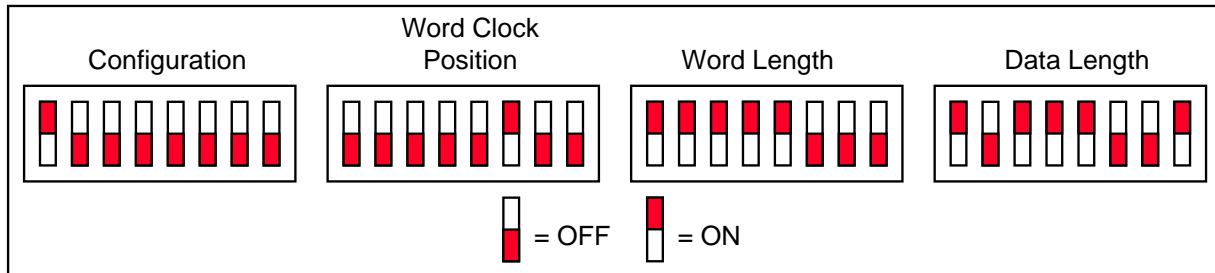 Configuration
Word Clock
Position
Word Length
Data Length
= OFF
= ON